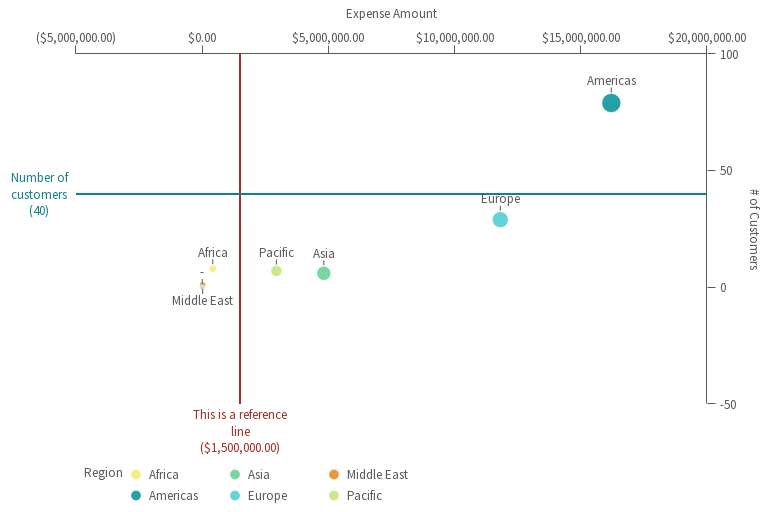 Expense Amount
($5,000,000.00) $0.00 $5,000,000.00 $10,000,000.00 $15,000,000.00 $20,000,000.00
100
Americas
50
Number of
customers
(40)
Europe
# of Customers
Africa Pacific Asia
-
0
Middle East
-50
This is a reference
line
($1,500,000.00)
Region Africa Asia Middle East
Americas Europe Pacific